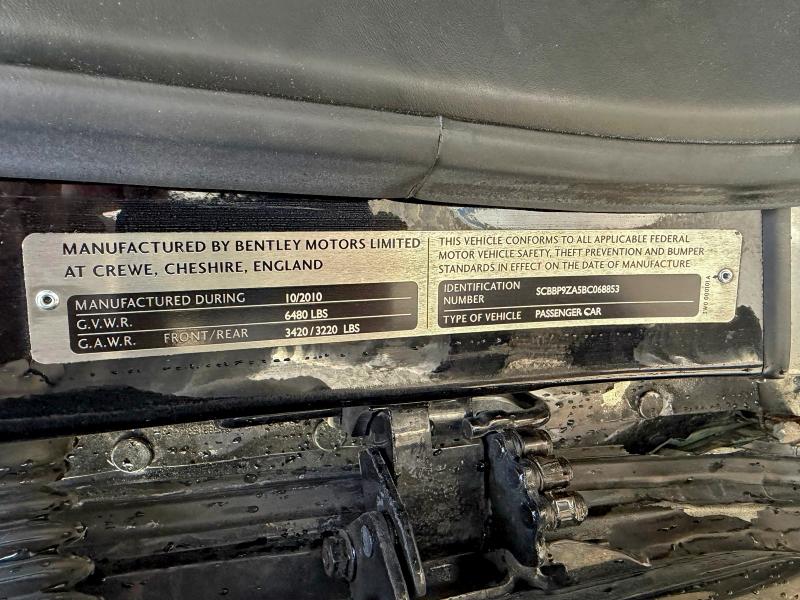 MANUFACTURED BY BENTLEY MOTORS LIMITED
AT CREWE, CHESHIRE, ENGLAND
MANUFACTURED DURING 10/2010
G.V.W.R. 6480 LBS
G.A.W.R. FRONT/REAR 3420/3220 LBS
THIS VEHICLE CONFORMS TO ALL APPLICABLE FEDERAL
MOTOR VEHICLE SAFETY, THEFT PREVENTION AND BUMPER
STANDARDS IN EFFECT ON THE DATE OF MANUFACTURE
IDENTIFICATION
NUMBER SCBBP9ZA5BC068853
TYPE OF VEHICLE PASSENGER CAR